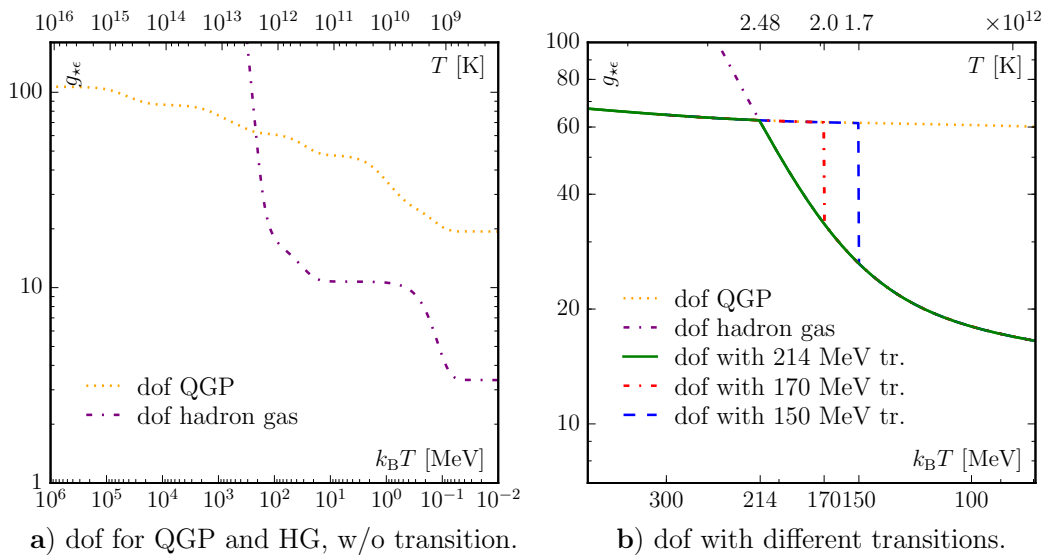 10^16 10^15 10^14 10^13 10^12 10^11 10^10 10^9
g⋆ϵ
T [K]
100
10
1
dof QGP
dof hadron gas
k_B T [MeV]
10^6 10^5 10^4 10^3 10^2 10^1 10^0 10^-1 10^-2
a) dof for QGP and HG, w/o transition.
2.48 2.0 1.7 ×10^12
g⋆ϵ
T [K]
100
80
60
40
20
10
dof QGP
dof hadron gas
dof with 214 MeV tr.
dof with 170 MeV tr.
dof with 150 MeV tr.
k_B T [MeV]
300 214 170 150 100
b) dof with different transitions.